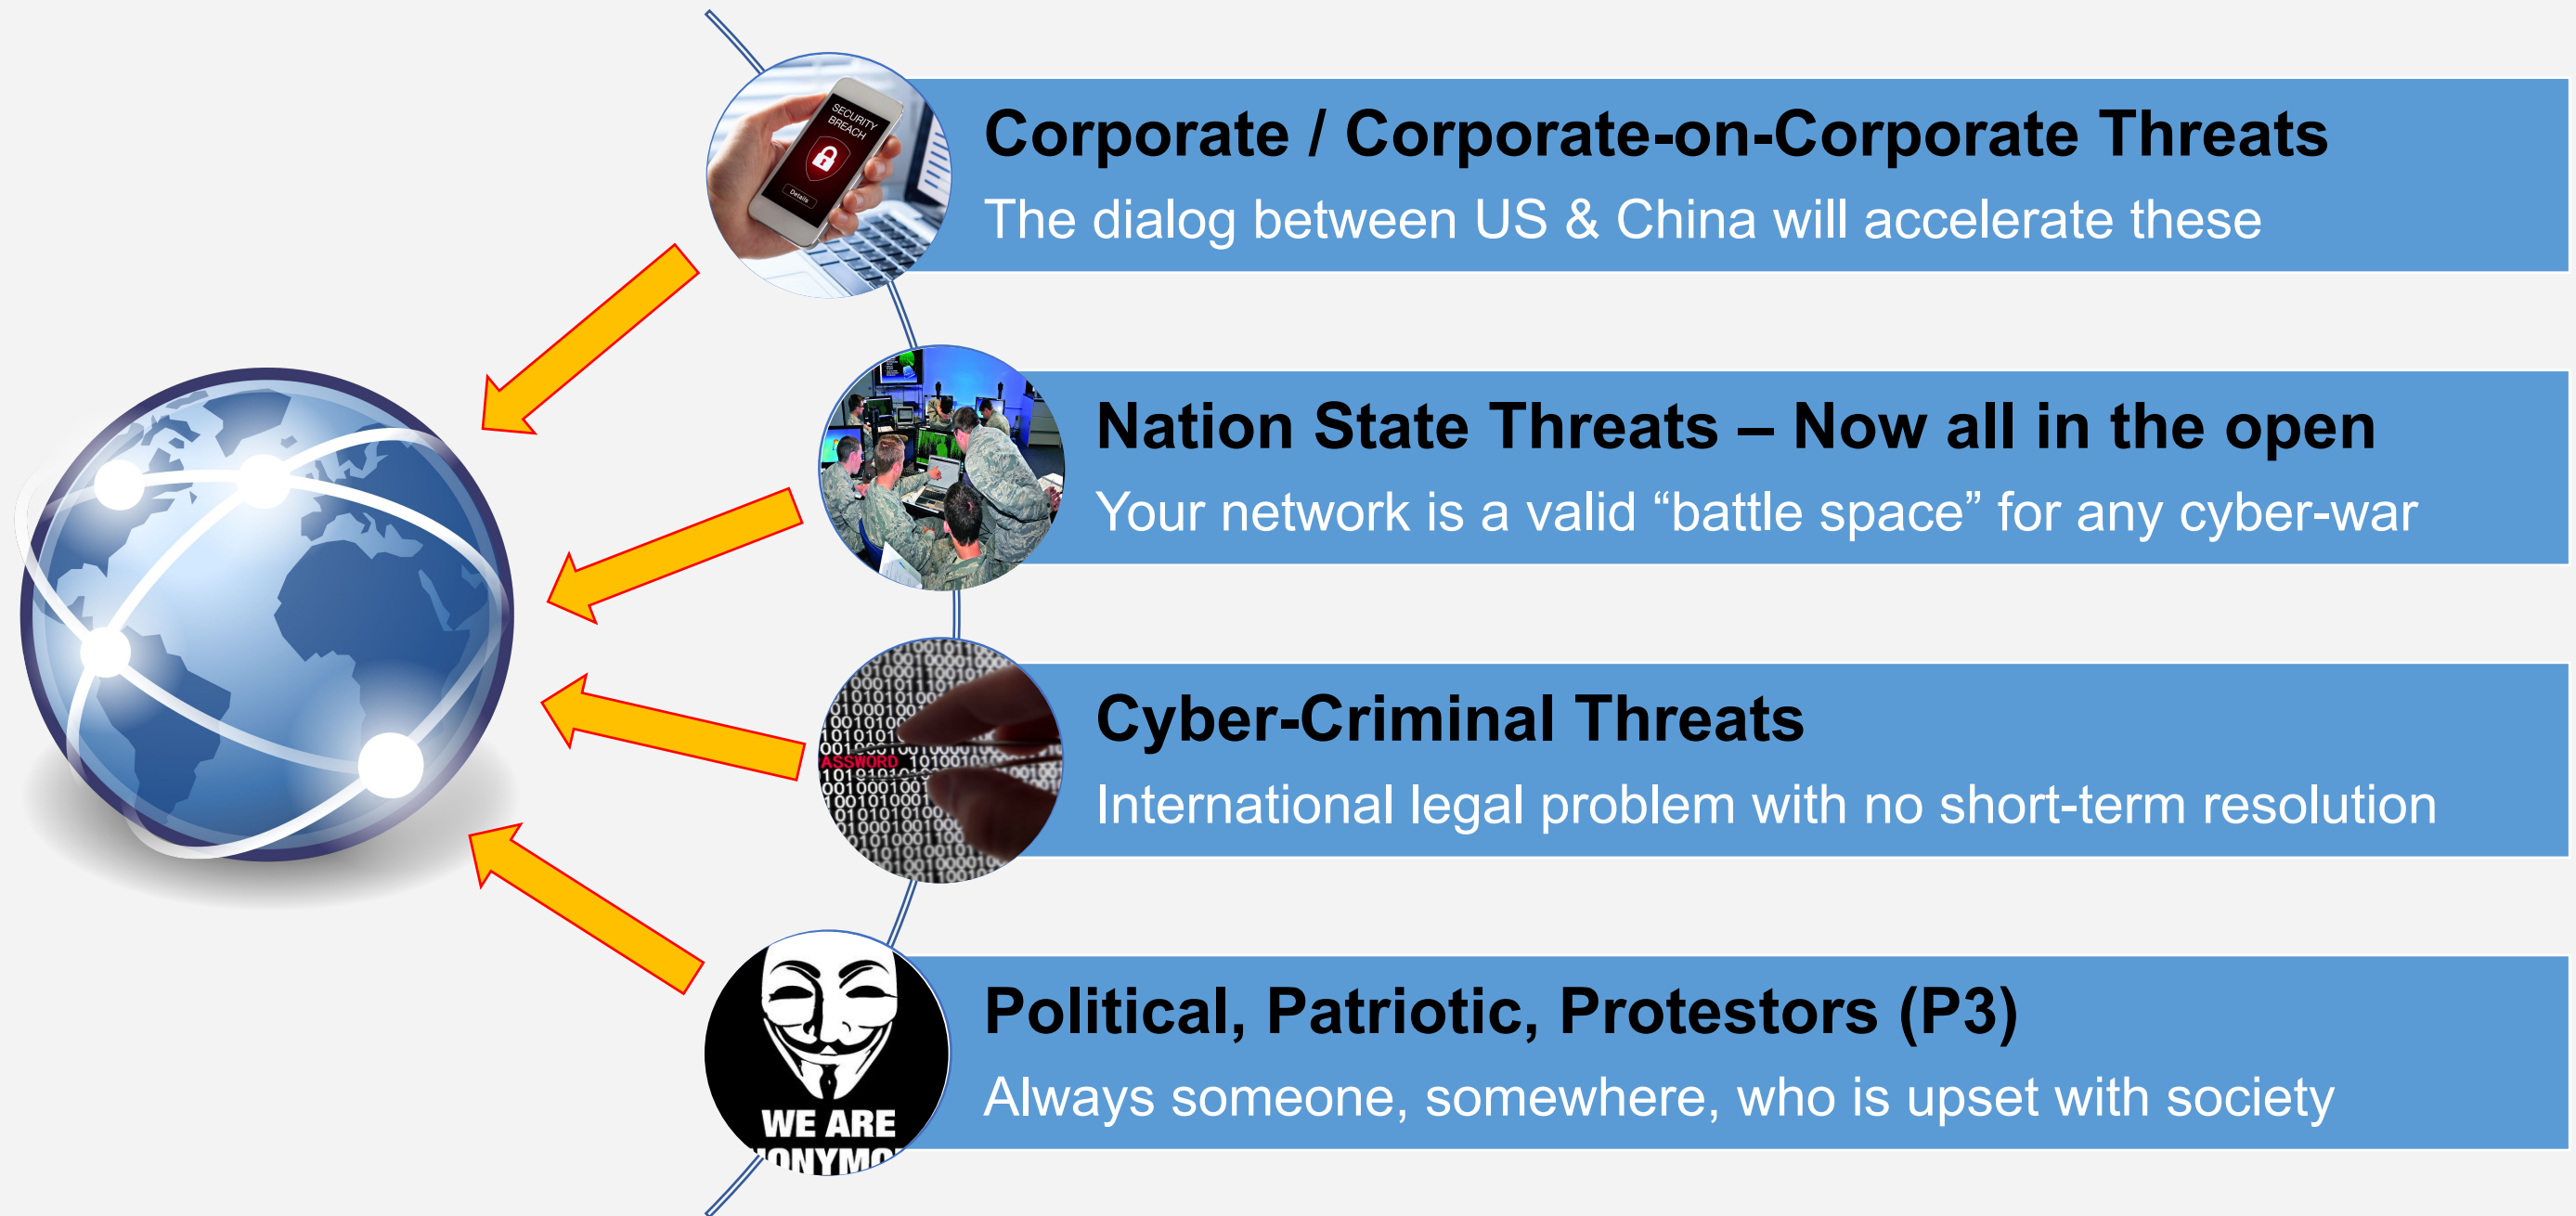 SECURITY
BREACH
Details
Corporate / Corporate-on-Corporate Threats
The dialog between US & China will accelerate these
Nation State Threats – Now all in the open
Your network is a valid “battle space” for any cyber-war
ASSWORD
Cyber-Criminal Threats
International legal problem with no short-term resolution
WE ARE
ONYMO
Political, Patriotic, Protestors (P3)
Always someone, somewhere, who is upset with society